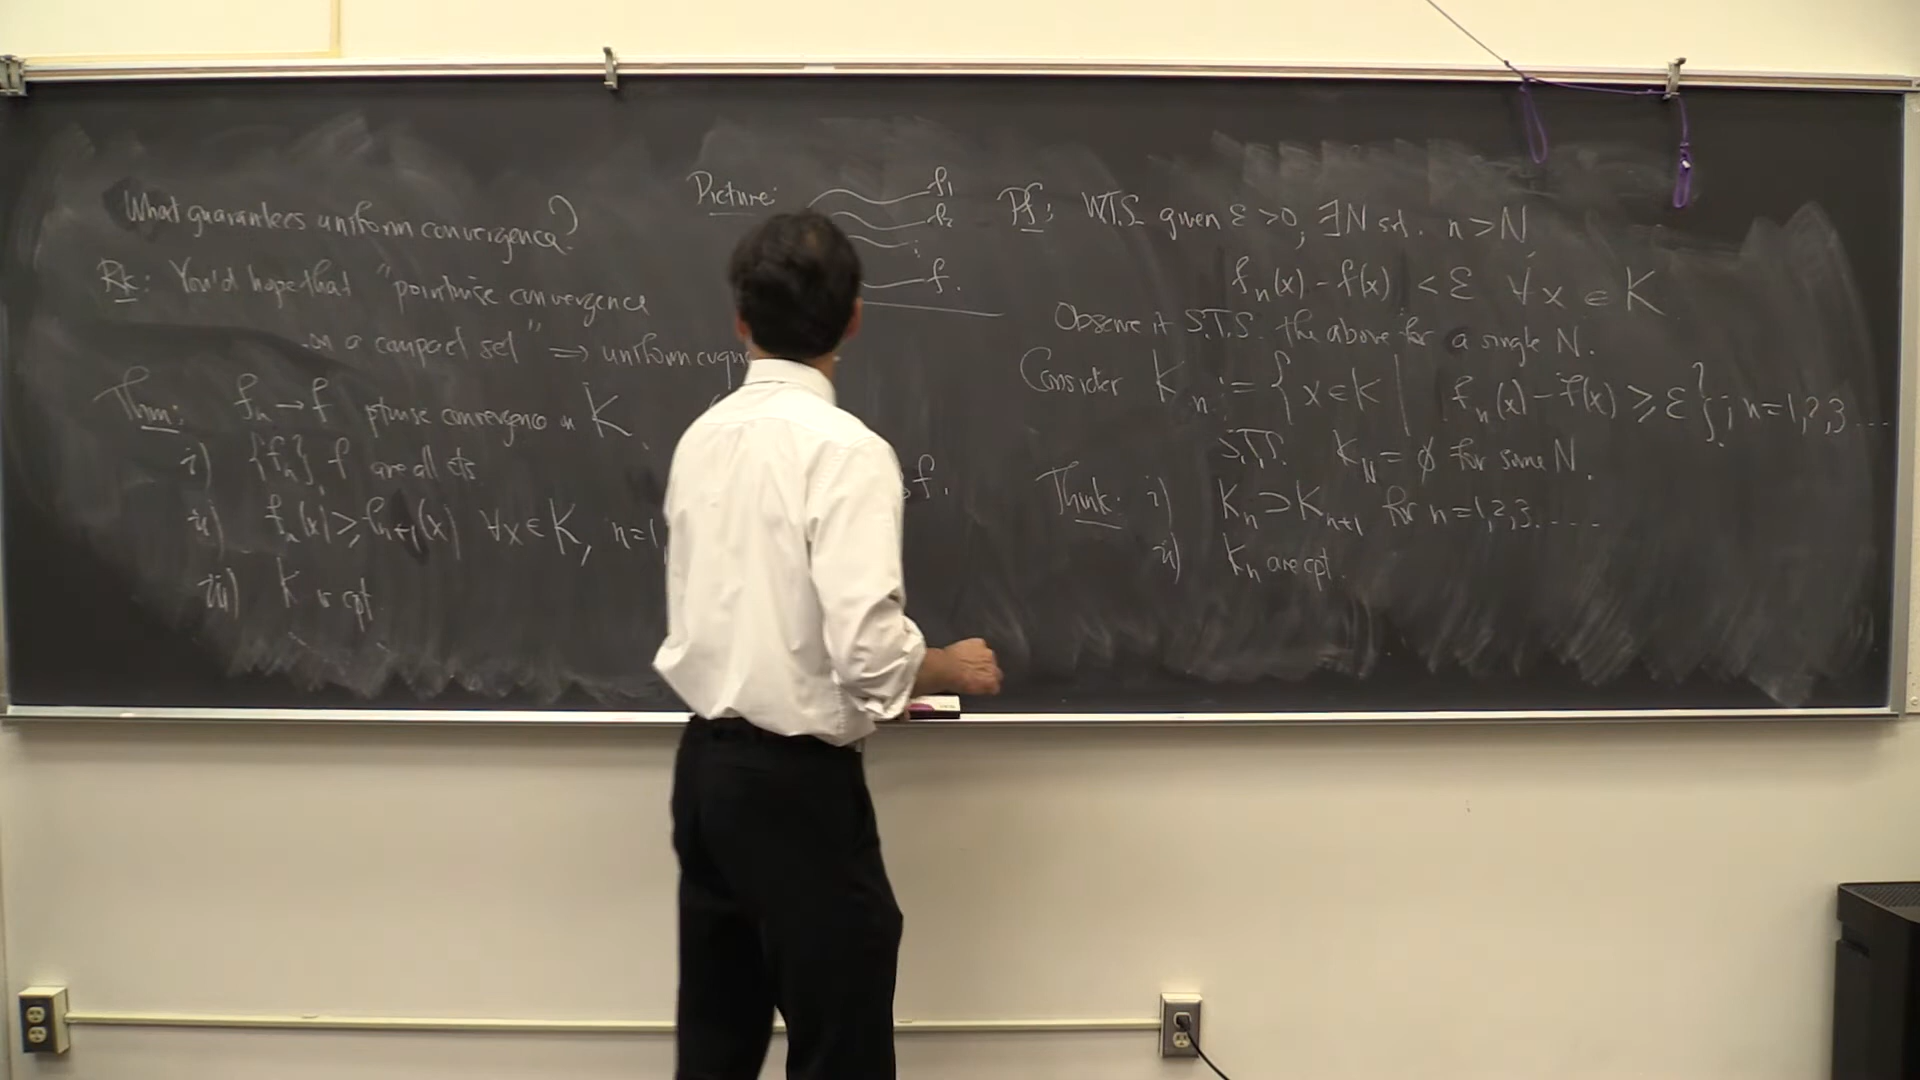 What guarantees uniform convergence?
Rk: You'd hope that "pointwise convergence
on a compact set" ⇒ uniform
Thm: fₙ → f ptwise convergence on K.
i) {fₙ} f are all cts
ii) fₙ(x) ≥ fₙ₊₁(x) ∀x ∈ K, n=1,
iii) K is cpt
Picture:
f₁
f₂
⋮
f.
f.
Pf: W.T.S. given ε > 0, ∃N s.t. n > N,
fₙ(x) - f(x) < ε ∀x ∈ K
Observe it S.T.S. the above for a single N.
Consider Kₙ := {x ∈ K | fₙ(x) - f(x) ≥ ε}; n=1,2,3...
S.T.S. K_N = ∅ for some N.
Think: i) Kₙ ⊃ Kₙ₊₁ for n=1,2,3.....
ii) Kₙ are cpt.